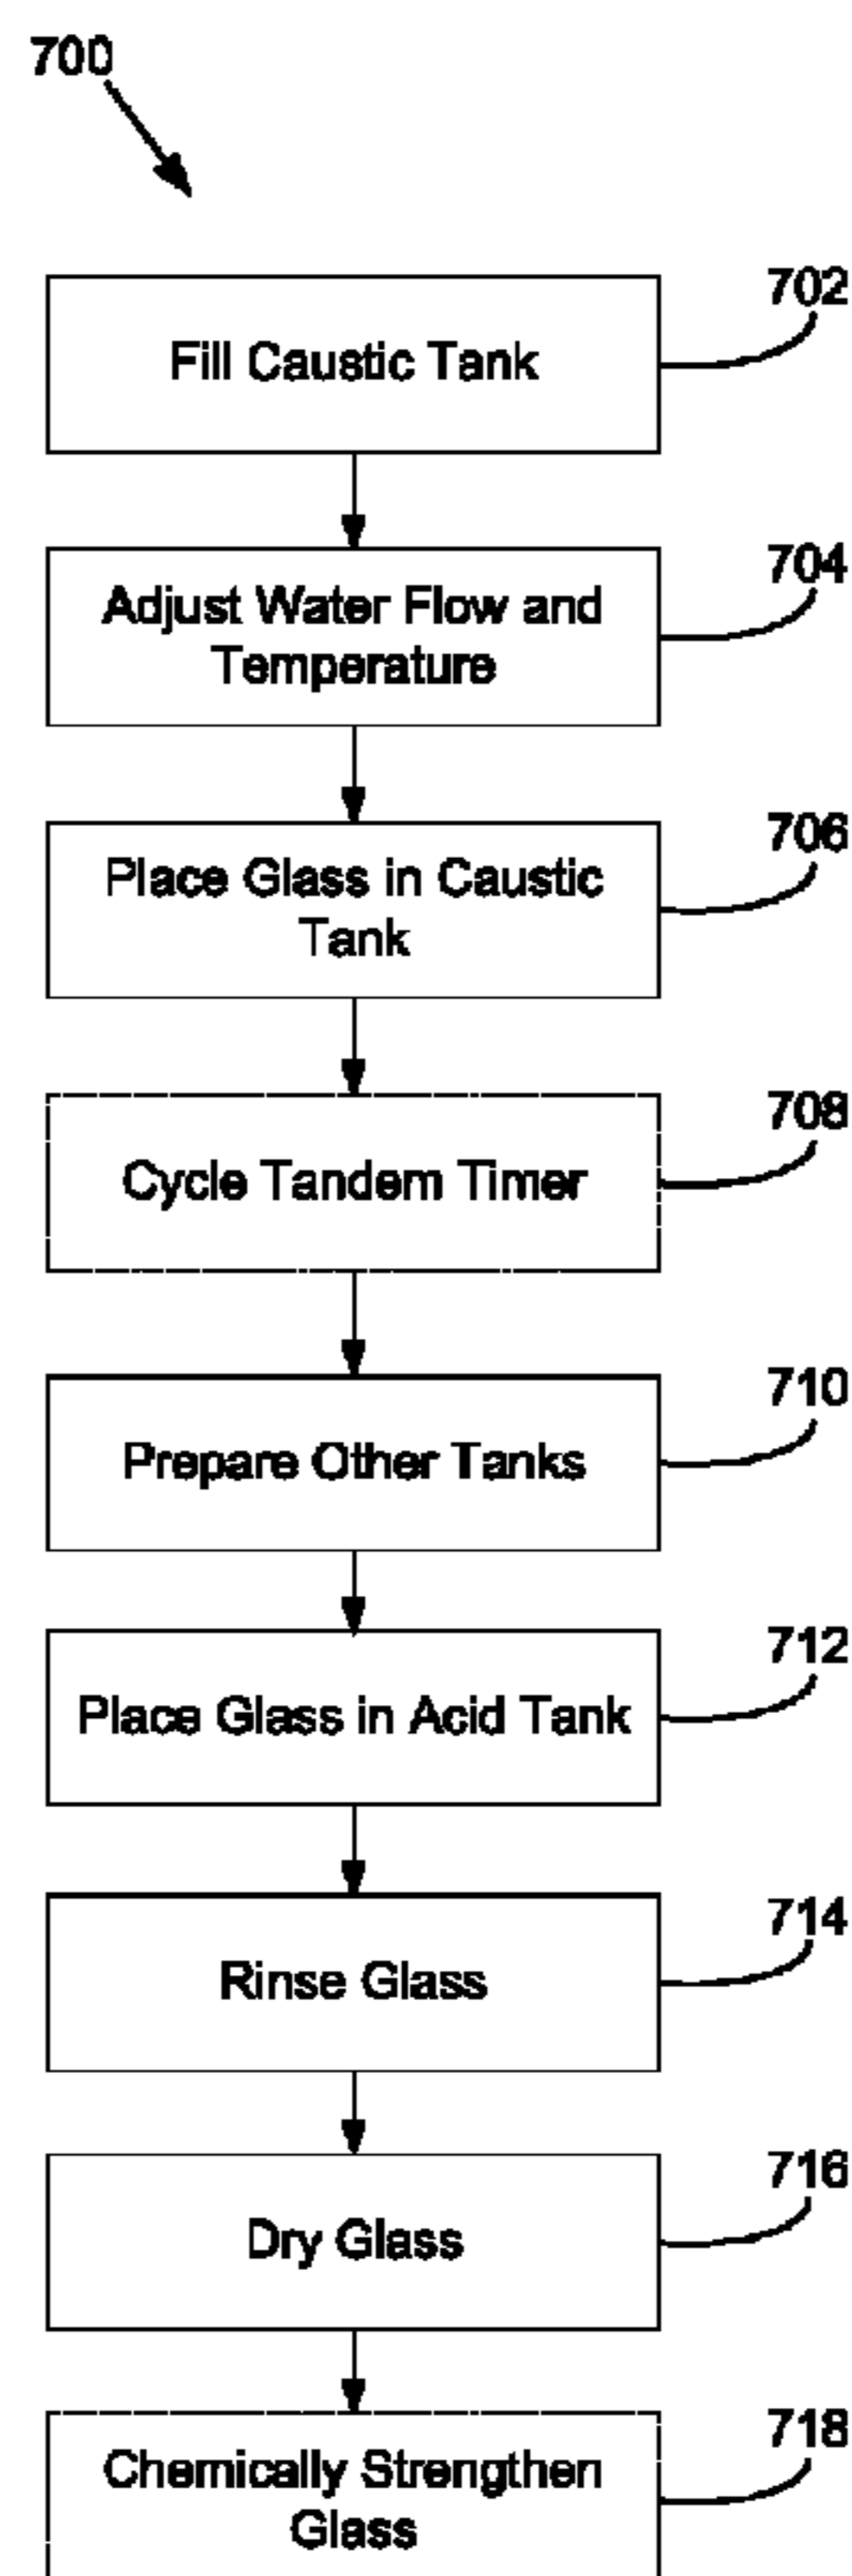 700
702
Fill Caustic Tank
704
Adjust Water Flow and
Temperature
706
Place Glass in Caustic
Tank
708
Cycle Tandem Timer
710
Prepare Other Tanks
712
Place Glass in Acid Tank
714
Rinse Glass
716
Dry Glass
718
Chemically Strengthen
Glass